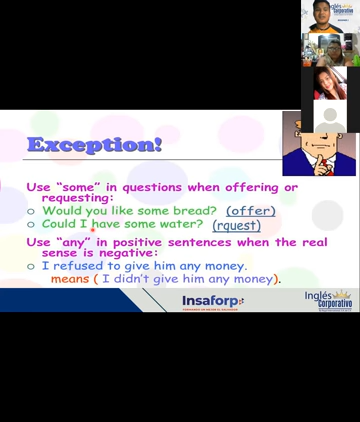 Inglés
Corporativo
Exception!
Use "some" in questions when offering or
requesting:
Would you like some bread? (offer)
Could I have some water? (rquest)
Use "any" in positive sentences when the real
sense is negative:
I refused to give him any money.
means ( I didn't give him any money).
Insaforp
Inglés
Corporativo